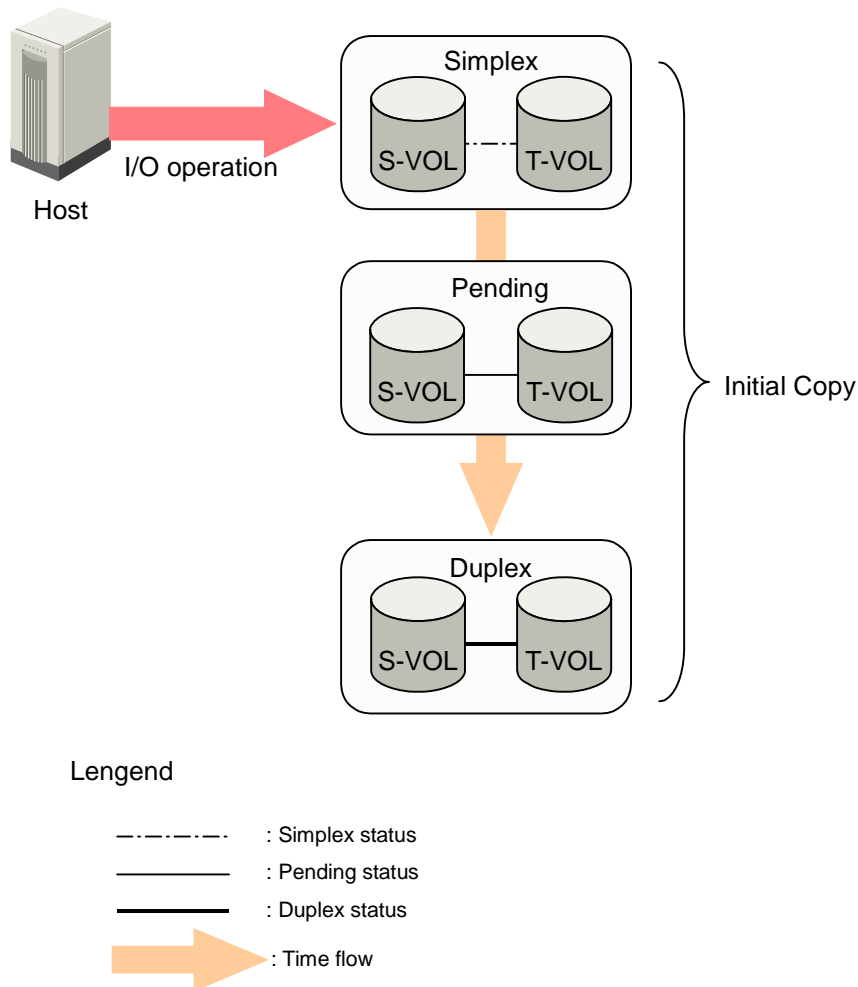 Simplex
S-VOL
T-VOL
I/O operation
Host
Pending
S-VOL
T-VOL
Initial Copy
Duplex
S-VOL
T-VOL
Lengend
: Simplex status
: Pending status
: Duplex status
: Time flow